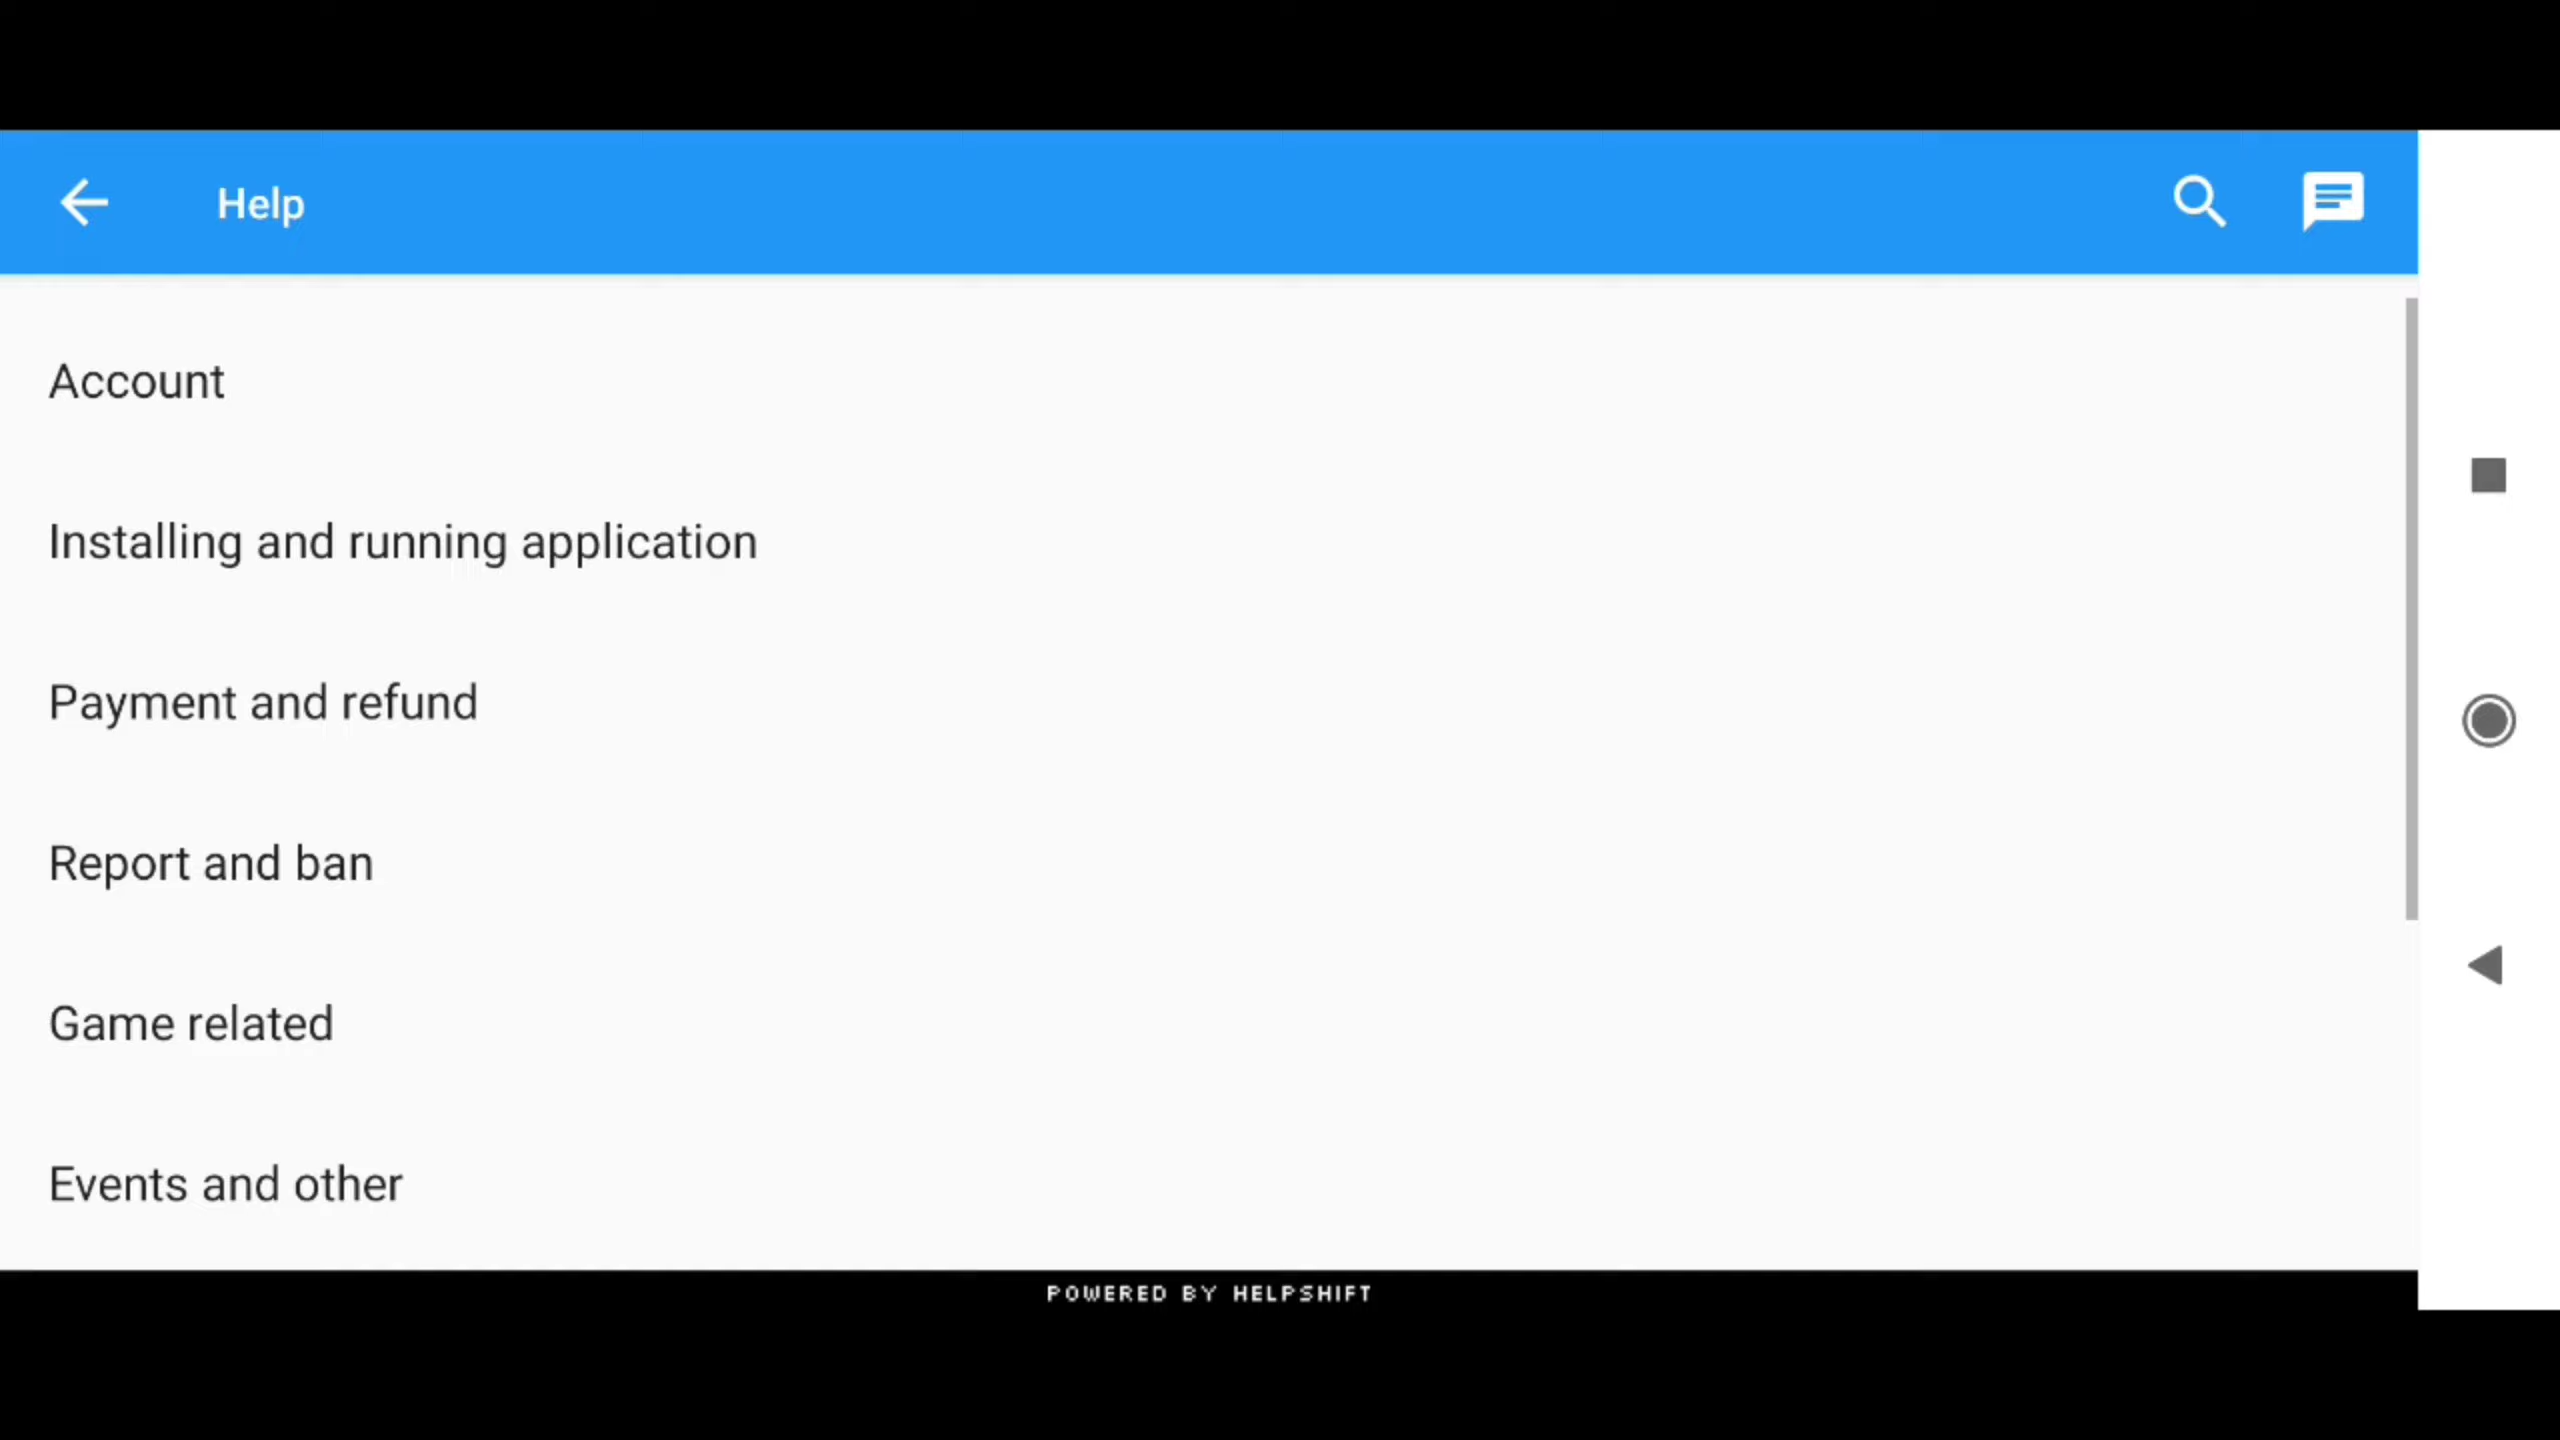 Help
Account
Installing and running application
Payment and refund
Report and ban
Game related
Events and other
POWERED BY HELPSHIFT